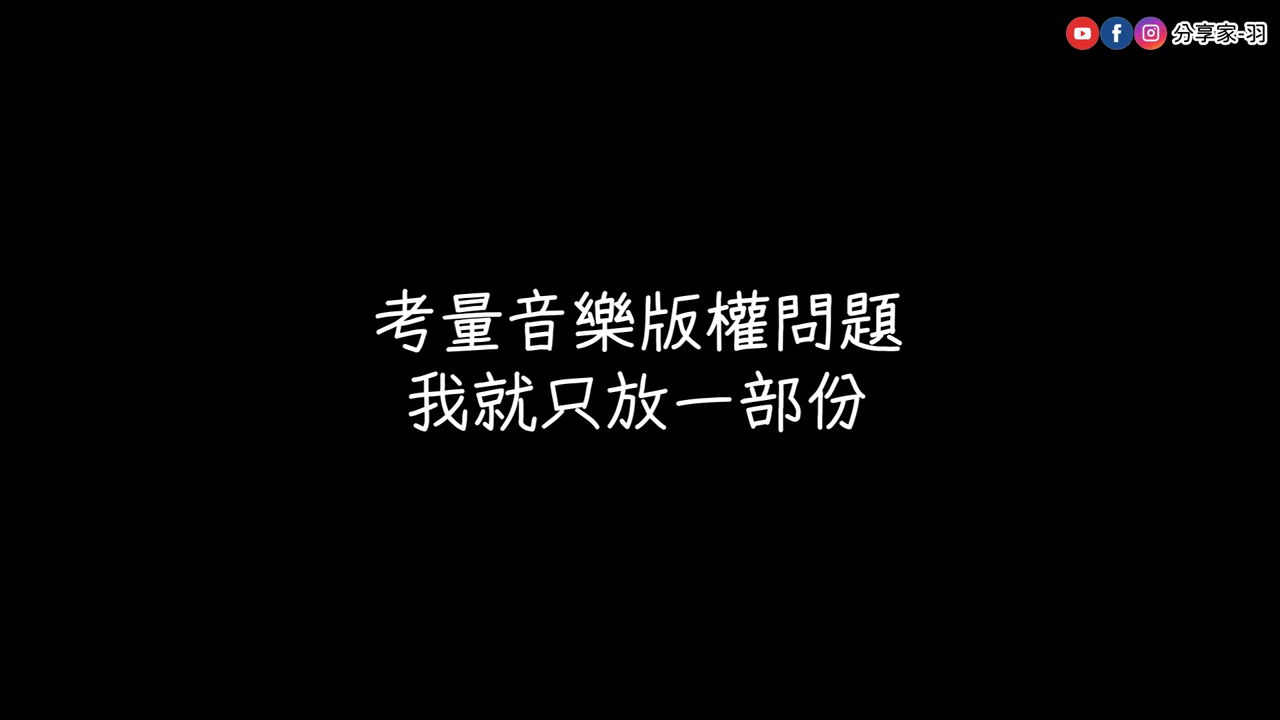 分享家-羽
考量音樂版權問題
我就只放一部份